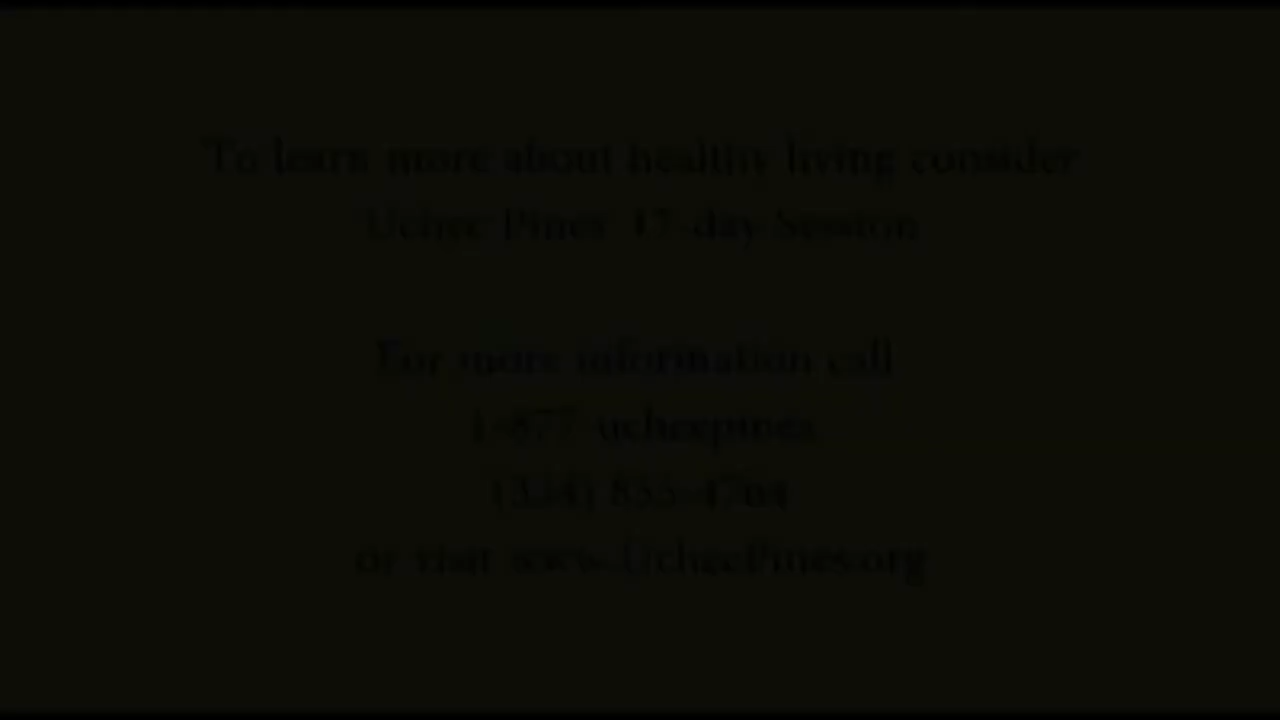 To learn more about healthy living consider
Uchee Pines 17-day Session
For more information call
1-877 ucheepines
(334) 855-4764
or visit www.UcheePines.org